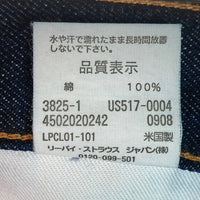 水や汗で濡れたまま長時間放置
しないで下さい。
品質表示
綿 100%
3825-1 US517-0004
4502020242 0908
LPCL01-101 米国製
リーバイ・ストラウス ジャパン(株)
0120-099-501